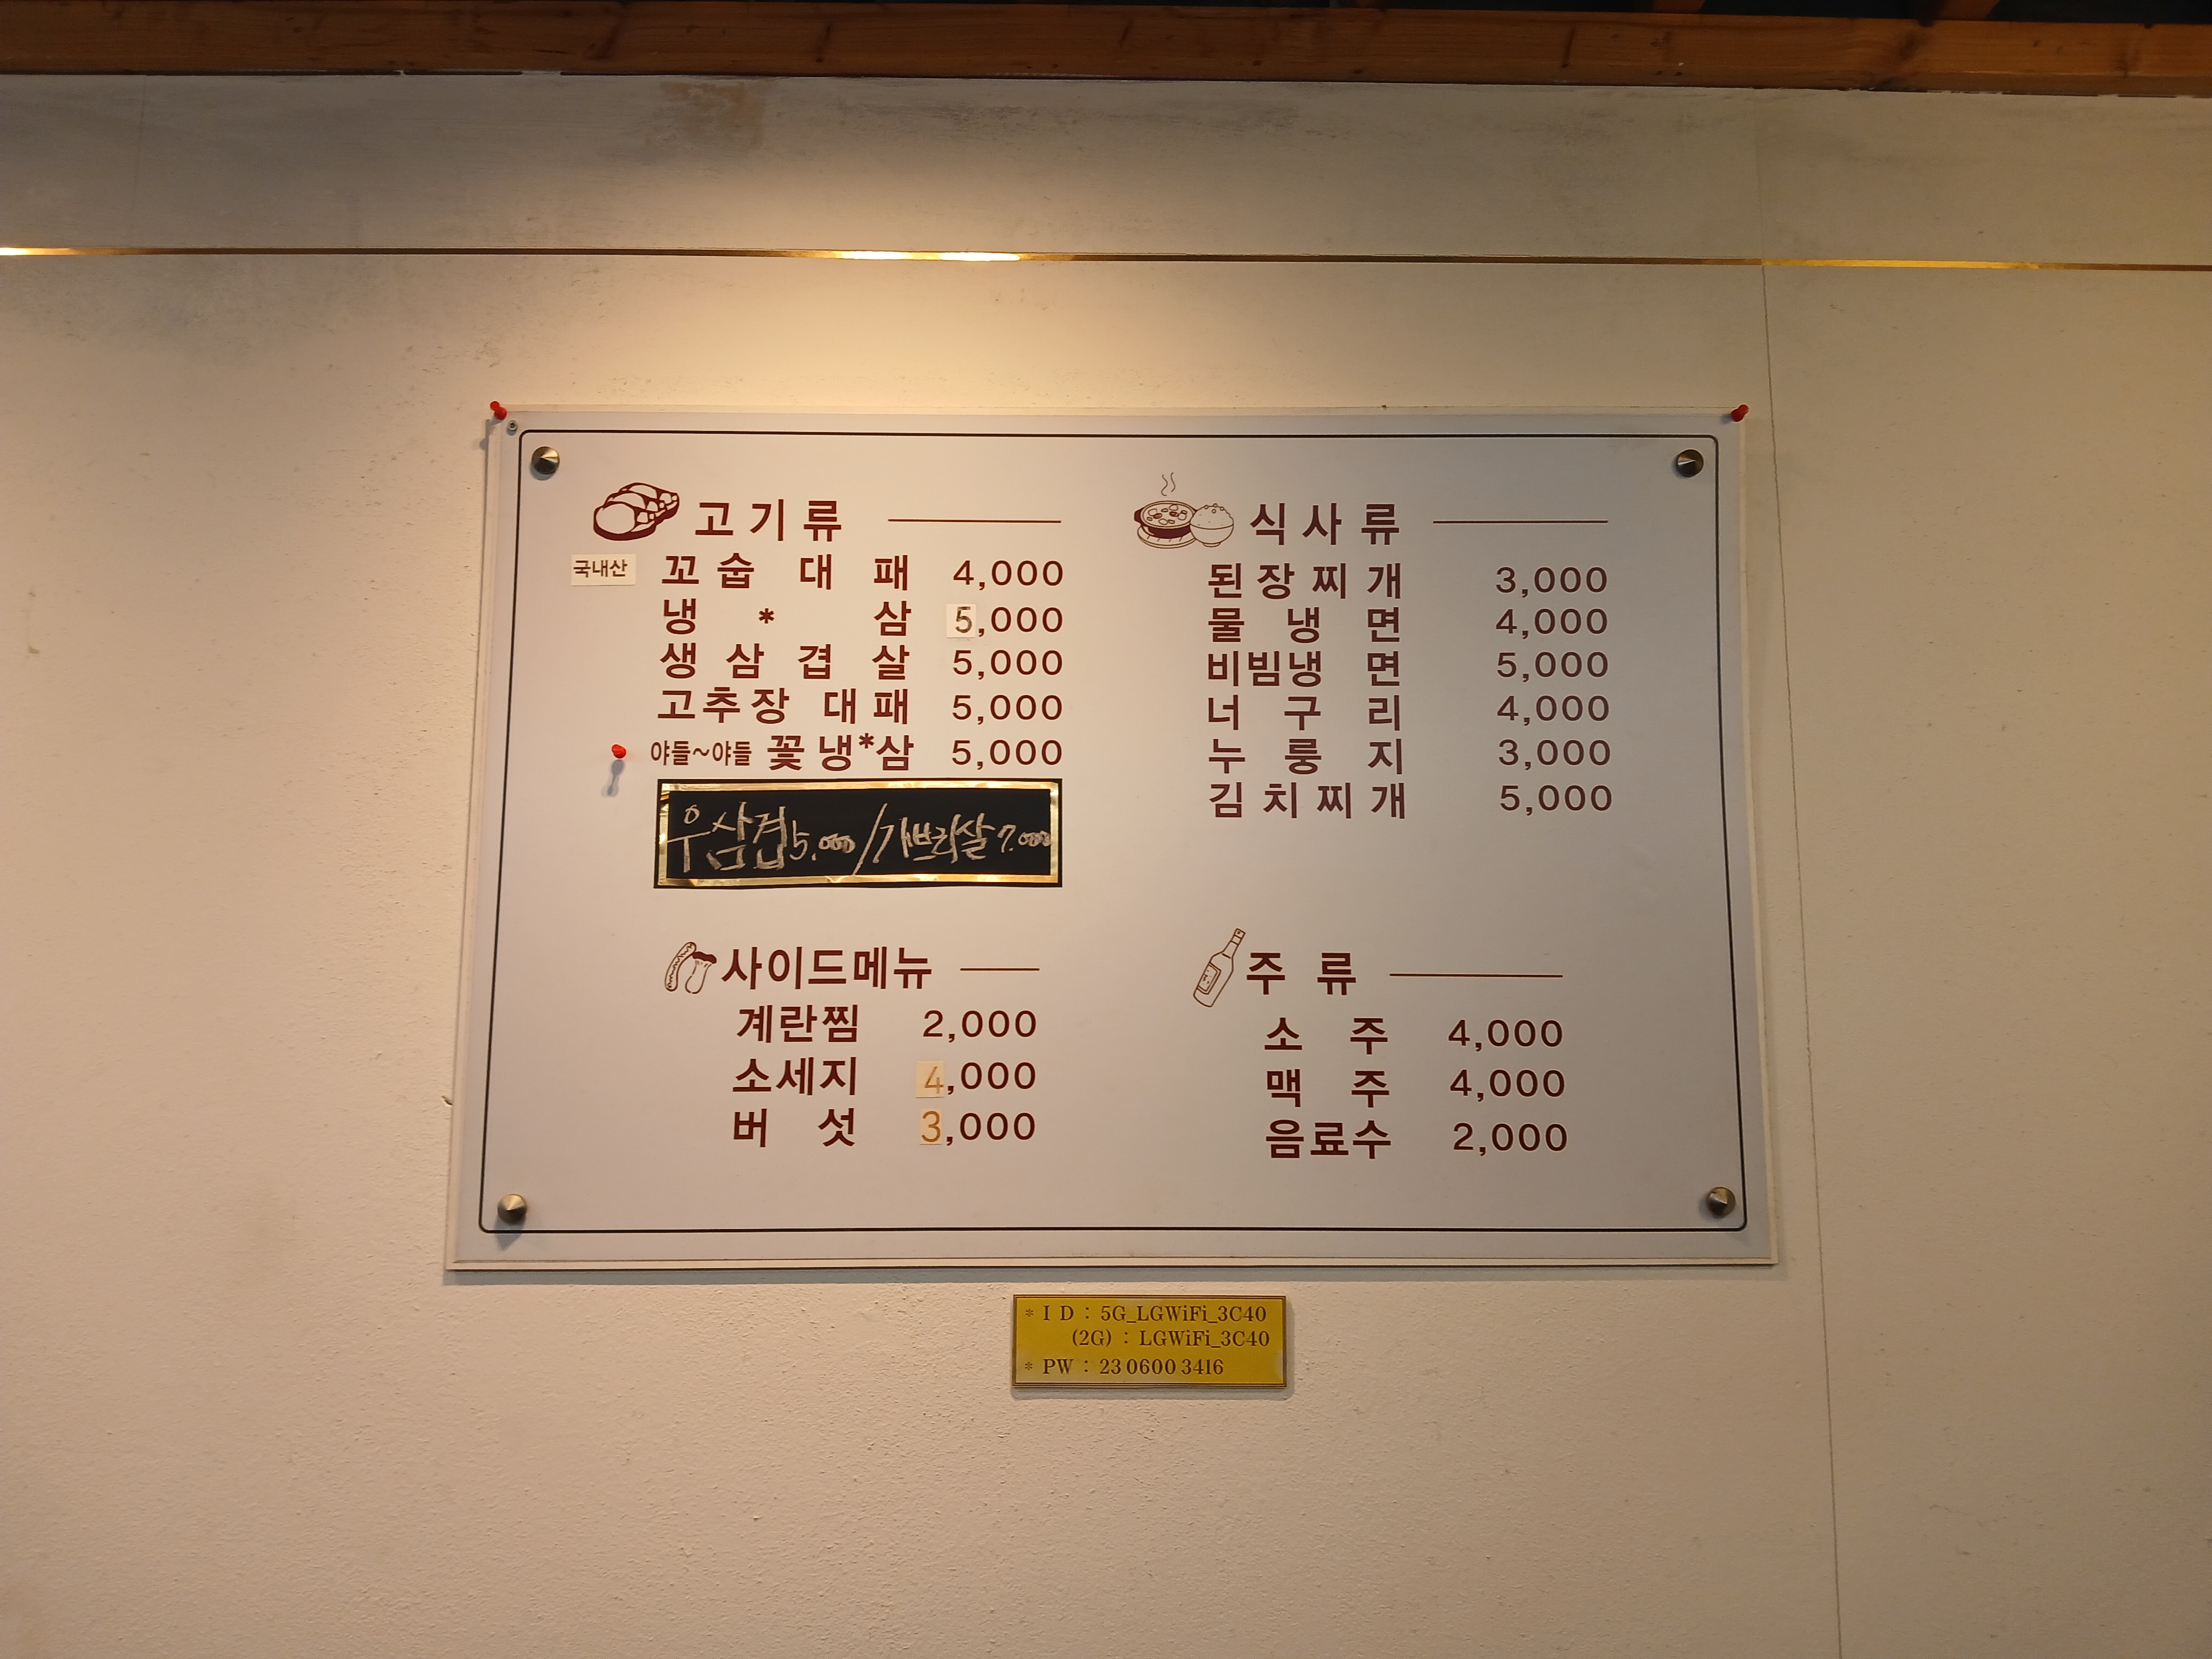 고기류
국내산 꼬숩대패 4,000
냉*삼 5,000
생삼겹살 5,000
고추장 대패 5,000
야들~야들 꽃냉*삼 5,000
우삼겹 5.000 / 가브리살 7.000
식사류
된장찌개 3,000
물냉면 4,000
비빔냉면 5,000
너구리 4,000
누룽지 3,000
김치찌개 5,000
사이드메뉴
계란찜 2,000
소세지 4,000
버섯 3,000
주류
소주 4,000
맥주 4,000
음료수 2,000
* I D : 5G_LGWiFi_3C40
(2G) : LGWiFi_3C40
* PW : 23 0600 3416